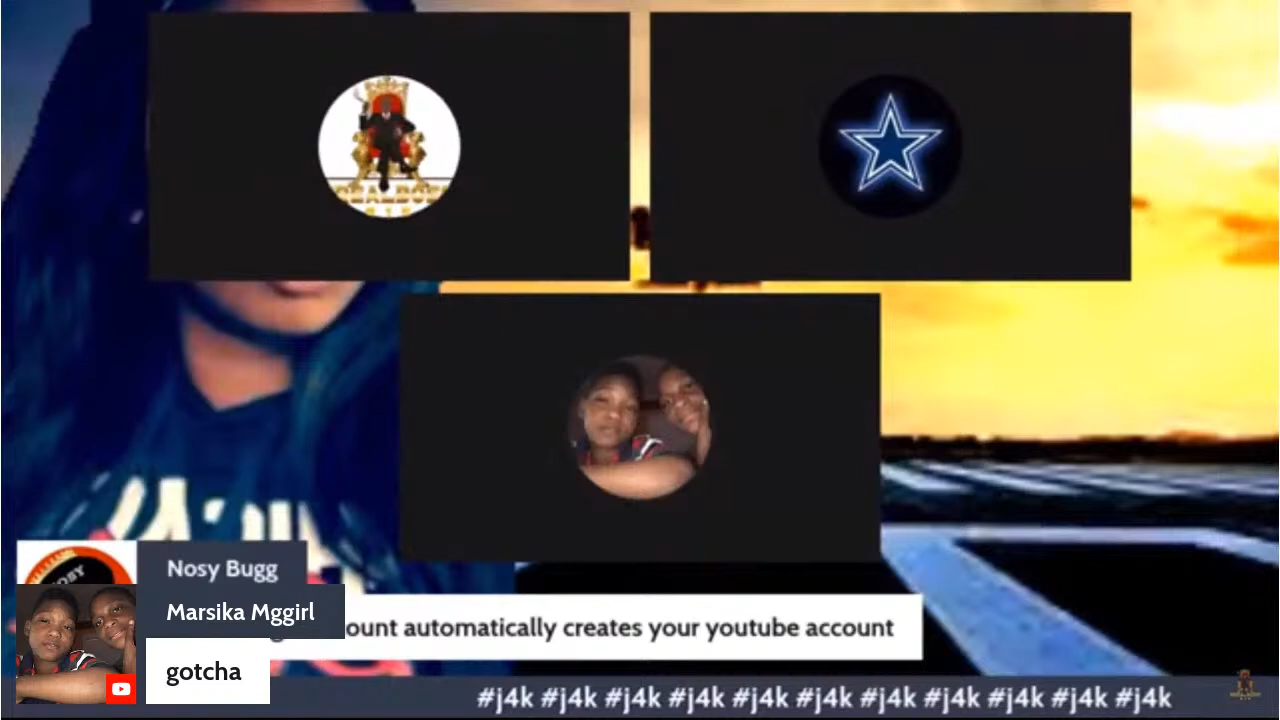 Nosy Bugg
Marsika Mggirl
ount automatically creates your youtube account
gotcha
#j4k #j4k #j4k #j4k #j4k #j4k #j4k #j4k #j4k #j4k #j4k